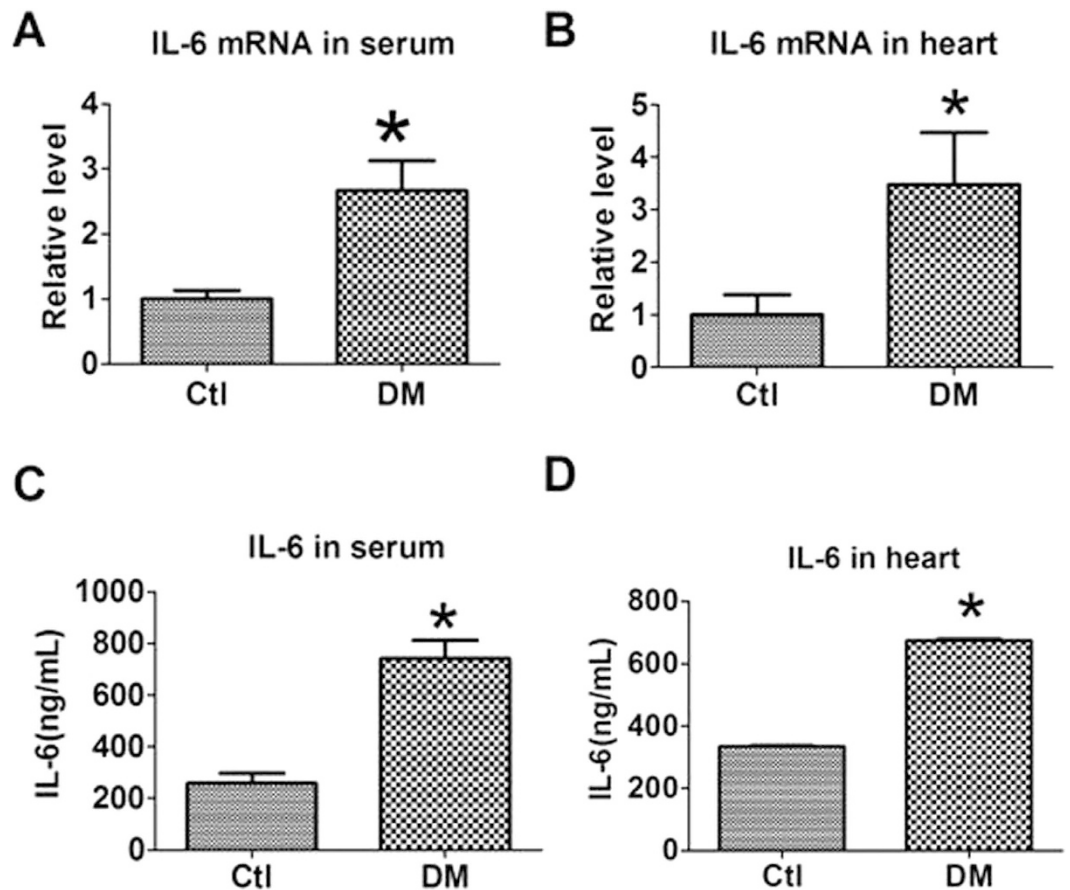 A
IL-6 mRNA in serum
Relative level
4
3
2
1
0
*
Ctl
DM
B
IL-6 mRNA in heart
Relative level
5
4
3
2
1
0
*
Ctl
DM
C
IL-6 in serum
IL-6(ng/mL)
1000
800
600
400
200
0
*
Ctl
DM
D
IL-6 in heart
IL-6(ng/mL)
800
600
400
200
0
*
Ctl
DM